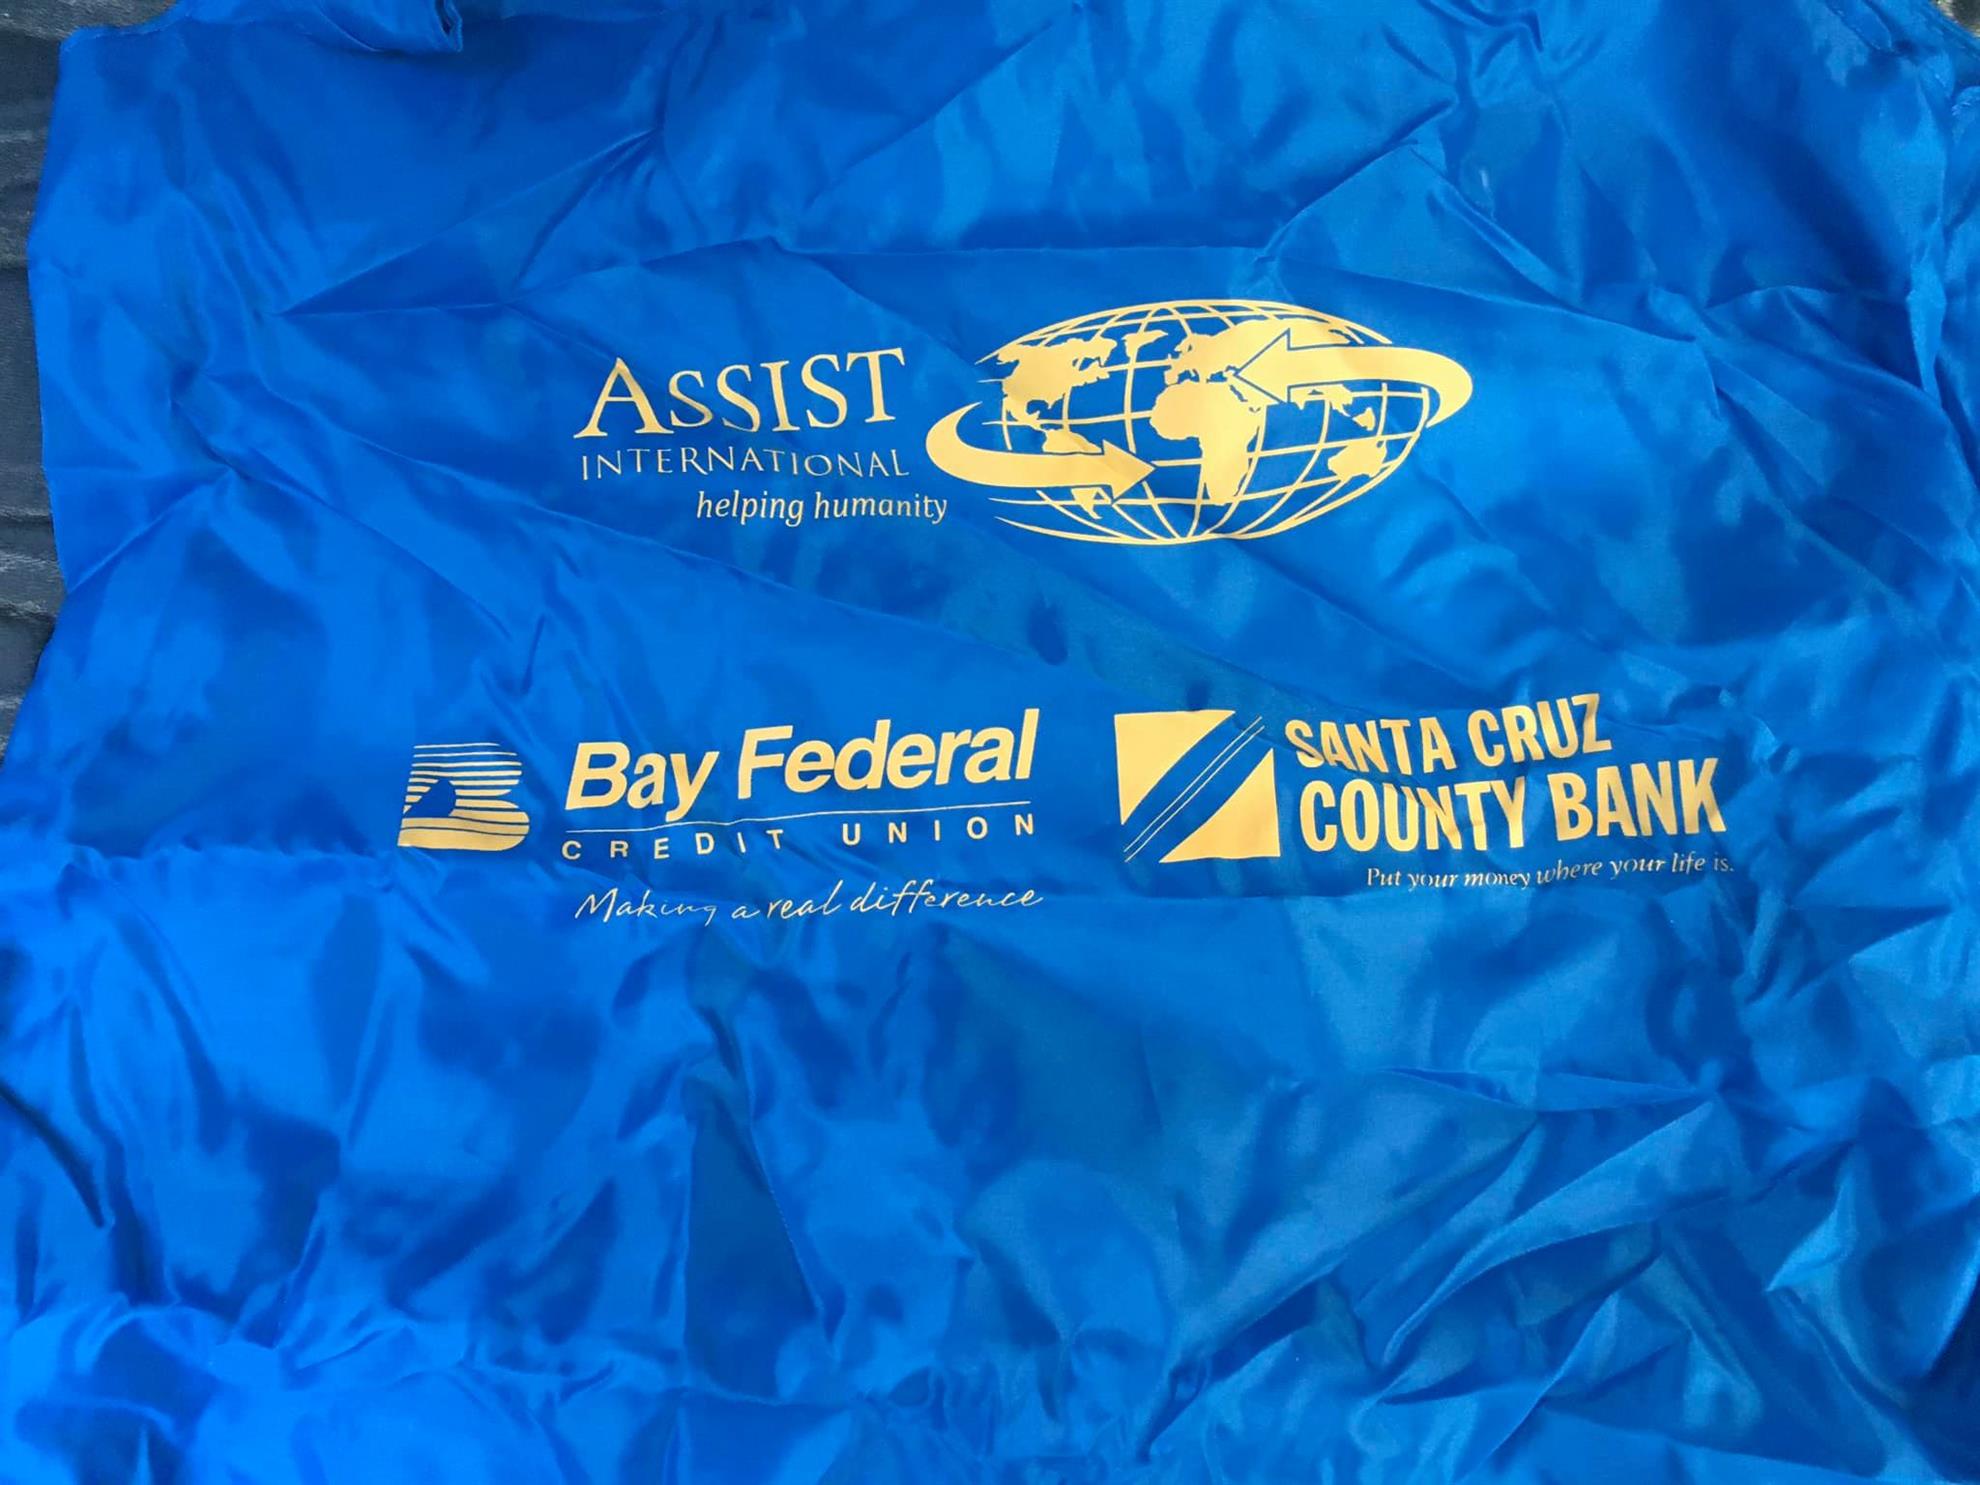 ASSIST
INTERNATIONAL
helping humanity
Bay Federal
CREDIT UNION
Making a real difference
SANTA CRUZ
COUNTY BANK
Put your money where your life is.